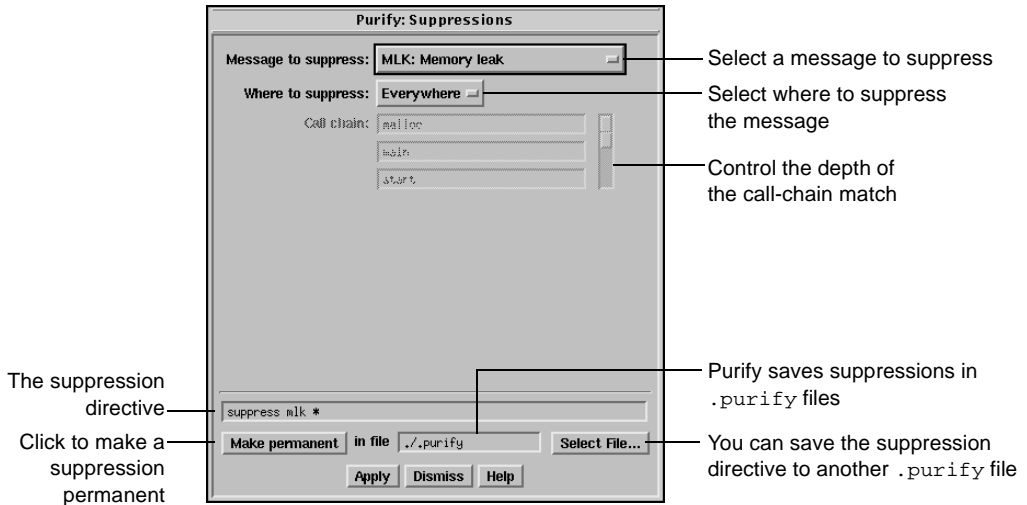 Purify: Suppressions
Message to suppress: MLK: Memory leak
Select a message to suppress
Where to suppress: Everywhere
Select where to suppress
the message
Call chain: malloc
main
start
Control the depth of
the call-chain match
The suppression
directive
suppress mlk *
Purify saves suppressions in
.purify files
Click to make a
suppression
permanent
Make permanent in file ./.purify Select File...
You can save the suppression
directive to another .purify file
Apply Dismiss Help